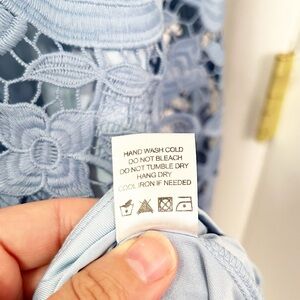 HAND WASH COLD
DO NOT BLEACH
DO NOT TUMBLE DRY
HANG DRY
COOL IRON IF NEEDED